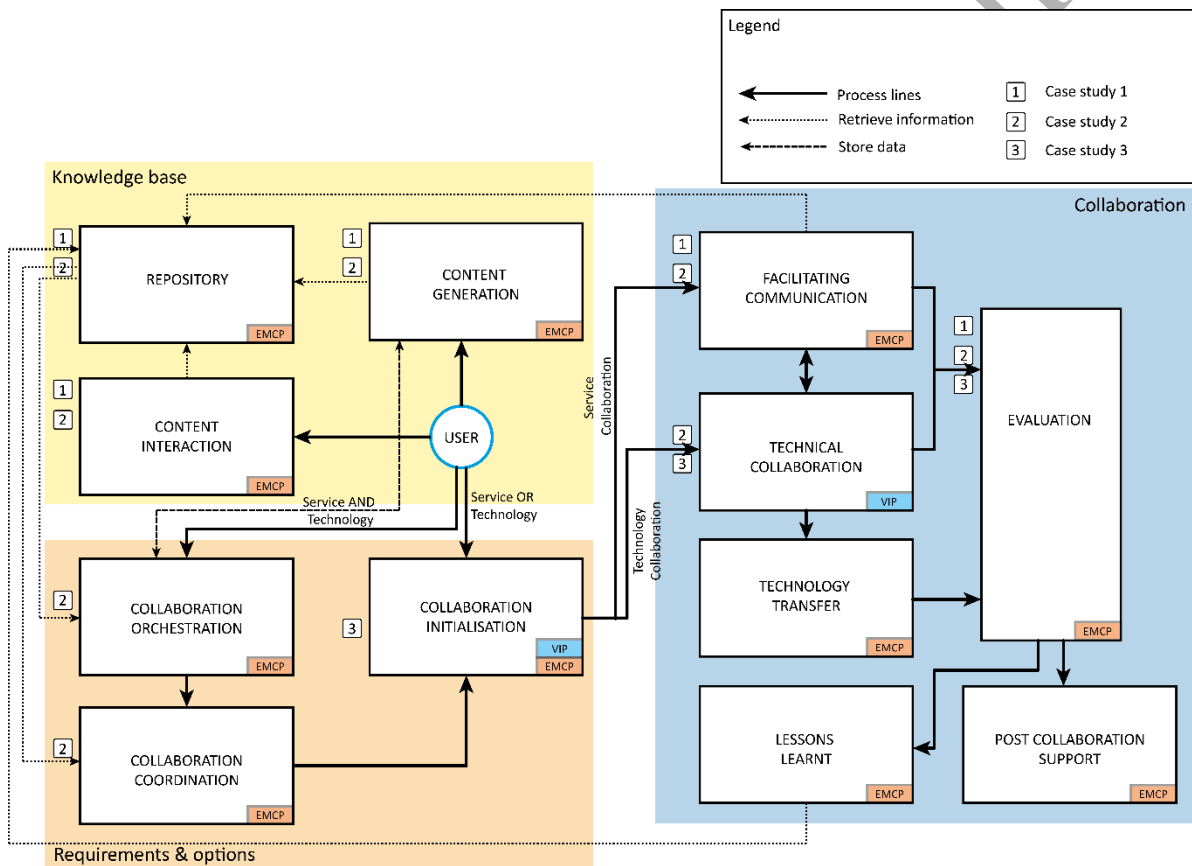 Legend
Process lines
Retrieve information
Store data
1 Case study 1
2 Case study 2
3 Case study 3
Knowledge base
1
2
REPOSITORY
EMCP
1
2
CONTENT
GENERATION
EMCP
1
2
CONTENT
INTERACTION
EMCP
USER
Service AND
Technology
Service OR
Technology
2
COLLABORATION
ORCHESTRATION
EMCP
3
COLLABORATION
INITIALISATION
VIP
EMCP
2
COLLABORATION
COORDINATION
EMCP
Requirements & options
Service
Collaboration
Technology
Collaboration
Collaboration
1
2
FACILITATING
COMMUNICATION
EMCP
2
3
TECHNICAL
COLLABORATION
VIP
TECHNOLOGY
TRANSFER
EMCP
1
2
3
EVALUATION
EMCP
LESSONS
LEARNT
EMCP
POST COLLABORATION
SUPPORT
EMCP